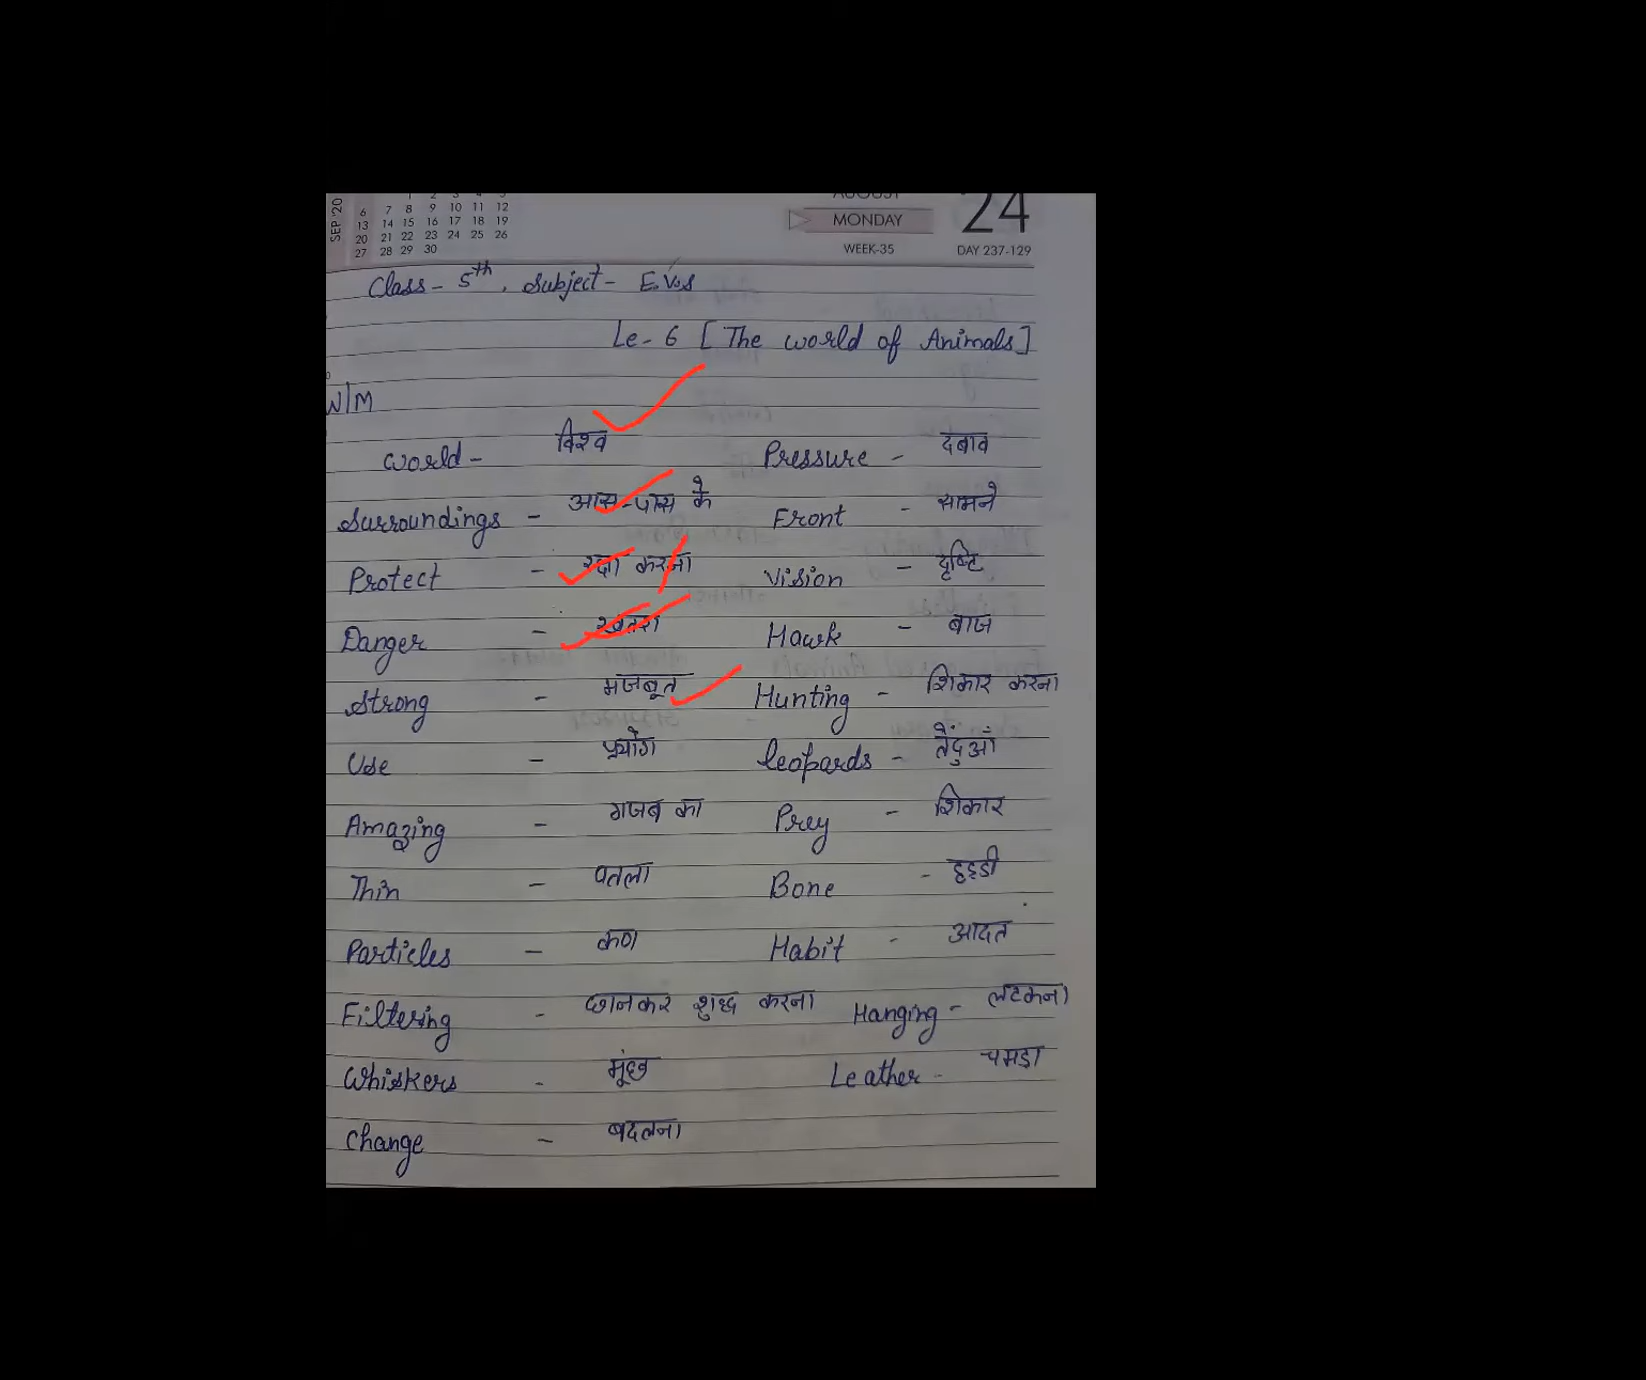 SEP '20
7 8 9 10 11 12
6 13 14 15 16 17 18 19
20 21 22 23 24 25 26
27 28 29 30
AUGUST 24
MONDAY
WEEK-35 DAY 237-129
Class- 5th, Subject- E.V.S
Le- 6 [The world of Animals]
W/M
World - विश्व Pressure - दबाव
Surroundings - आस-पास के Front - सामने
Protect - रक्षा करना Vision - दृष्टि
Danger - खतरा Hawk - बाज
Strong - मजबूत Hunting - शिकार करना
Use - प्रयोग leopards - तेंदुओं
Amazing - गजब का Prey - शिकार
Thin - पतला Bone - हड्डी
Particles - कण Habit - आदत
Filtering - छानकर शुद्ध करना Hanging - लटकना
Whiskers - मूंछ Leather - चमडा
Change - बदलना